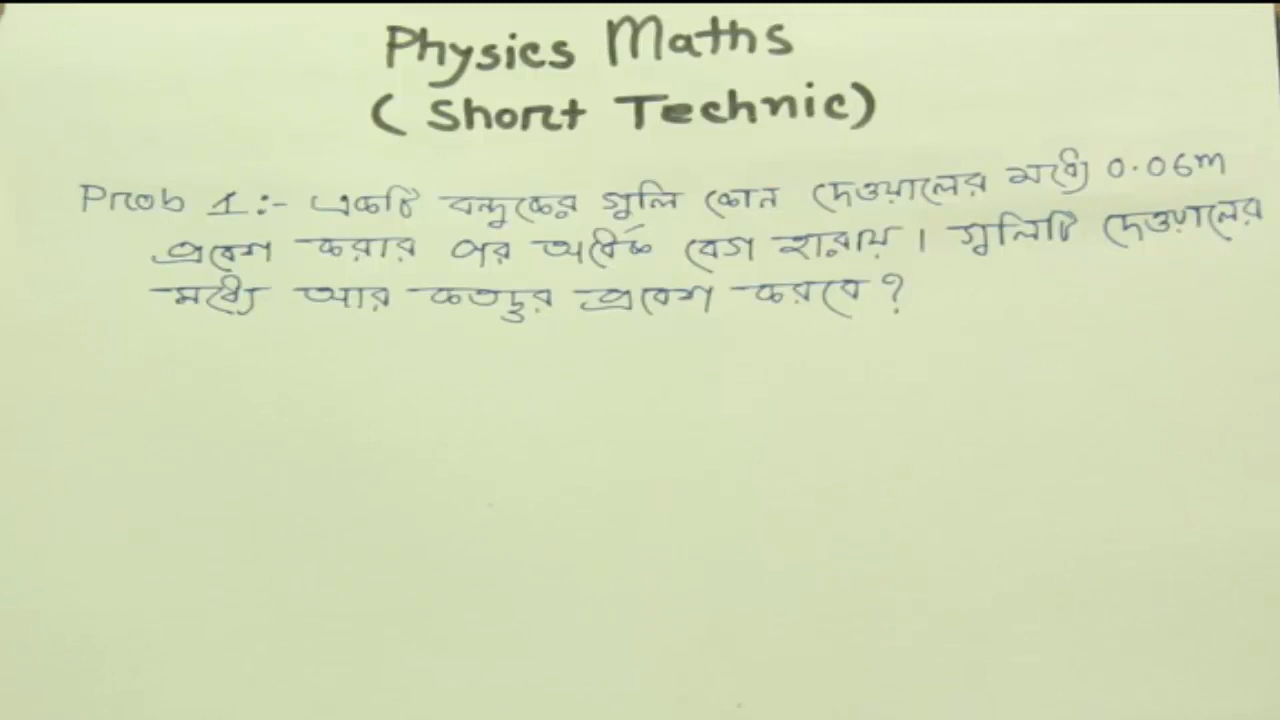 Physics Maths
(Short Technic)
Prob 1:- একটি বন্দুকের গুলি কোন দেওয়ালের মধ্যে 0.06m
প্রবেশ করার পর অর্ধেক বেগ হারায়। গুলিটি দেওয়ালের
মধ্যে আর কতদুর প্রবেশ করবে?